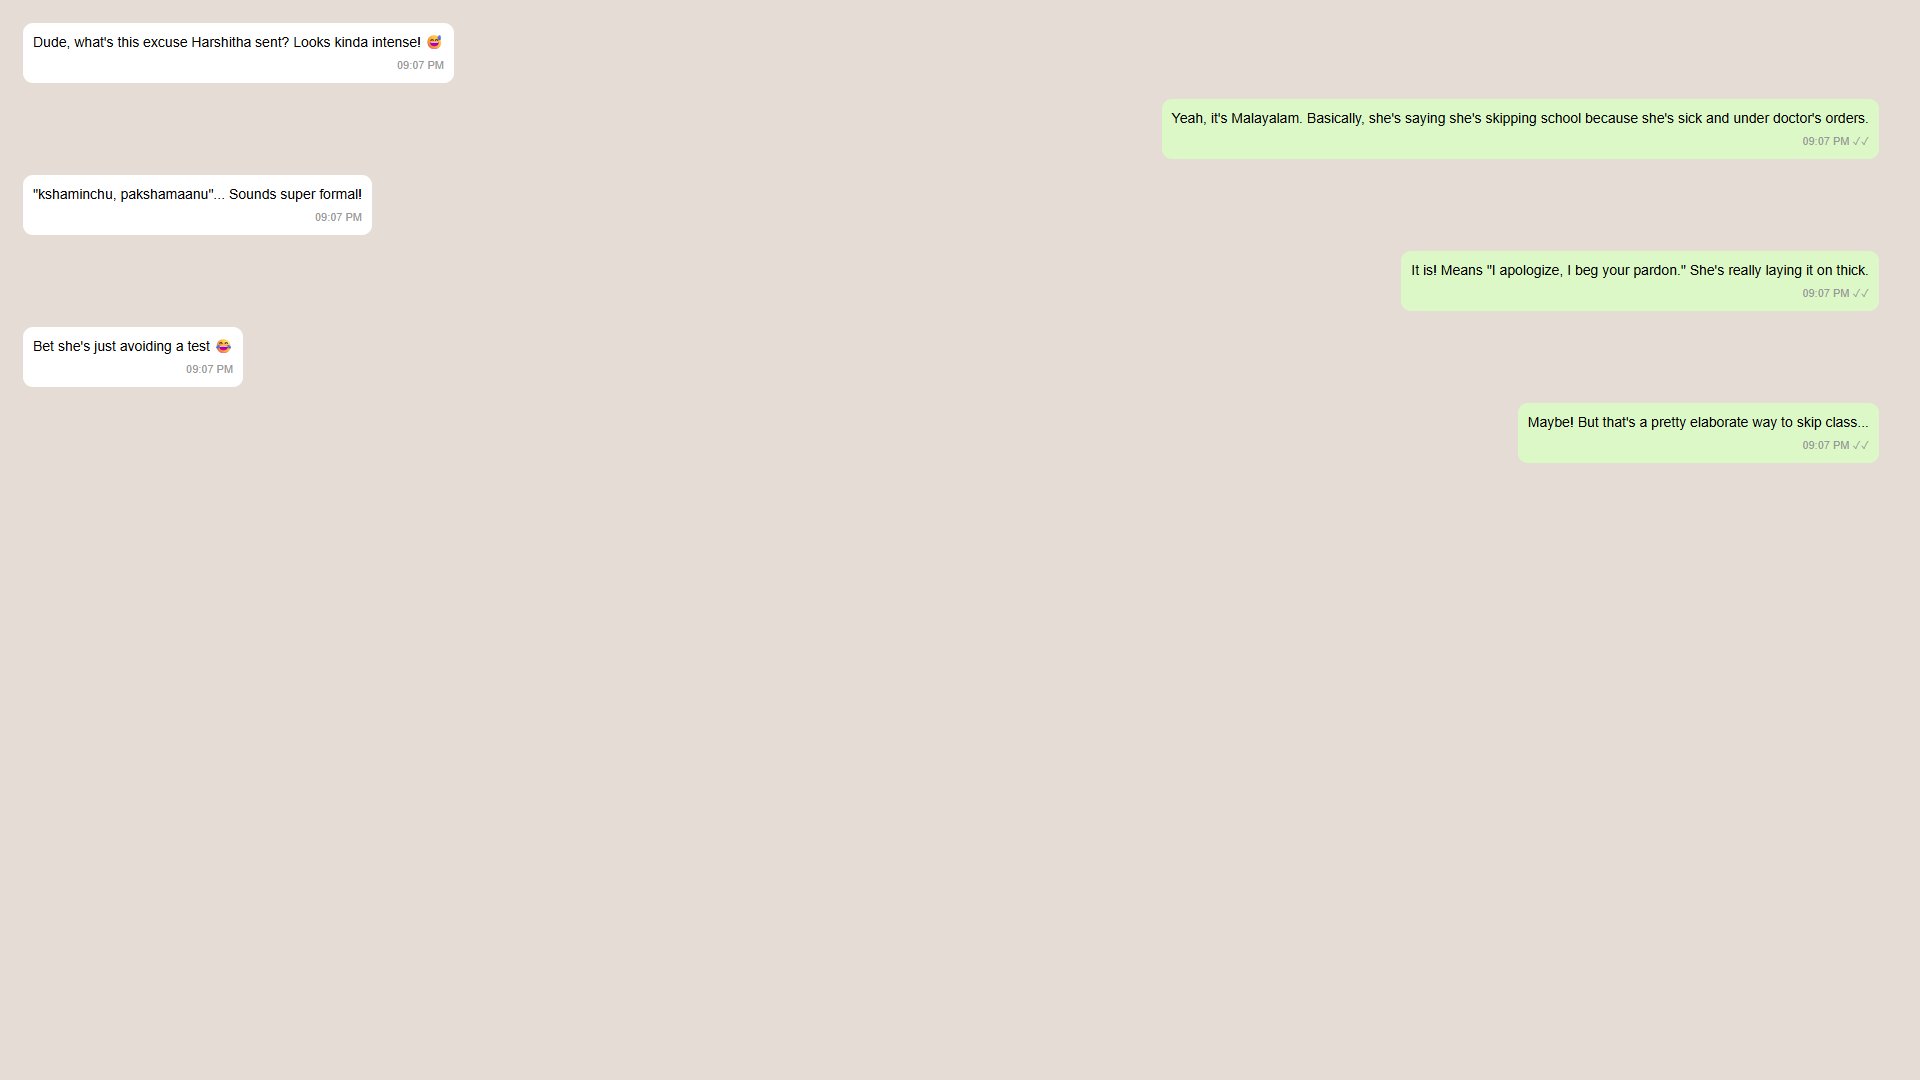 Dude, what's this excuse Harshitha sent? Looks kinda intense! 😅
09:07 PM
Yeah, it's Malayalam. Basically, she's saying she's skipping school because she's sick and under doctor's orders.
09:07 PM ✓✓
"kshaminchu, pakshamaanu"... Sounds super formal!
09:07 PM
It is! Means "I apologize, I beg your pardon." She's really laying it on thick.
09:07 PM ✓✓
Bet she's just avoiding a test 😂
09:07 PM
Maybe! But that's a pretty elaborate way to skip class...
09:07 PM ✓✓